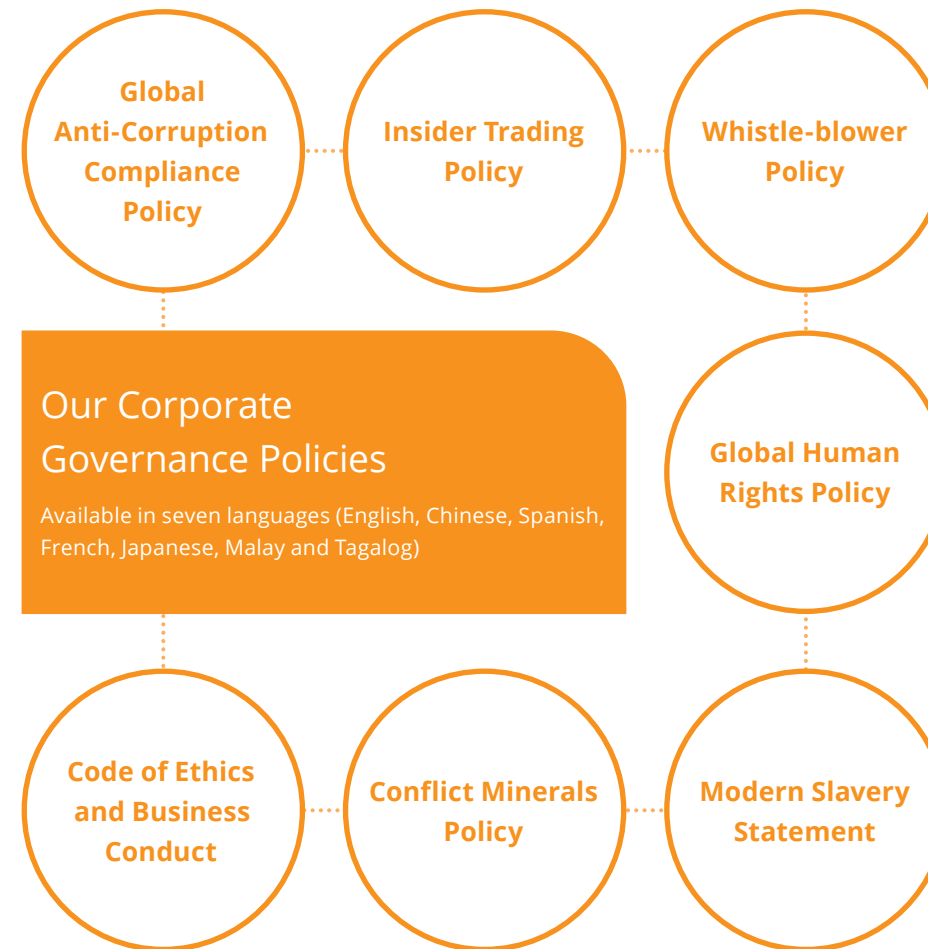 Global
Anti-Corruption
Compliance
Policy
Insider Trading
Policy
Whistle-blower
Policy
Our Corporate
Governance Policies
Available in seven languages (English, Chinese, Spanish,
French, Japanese, Malay and Tagalog)
Global Human
Rights Policy
Code of Ethics
and Business
Conduct
Conflict Minerals
Policy
Modern Slavery
Statement